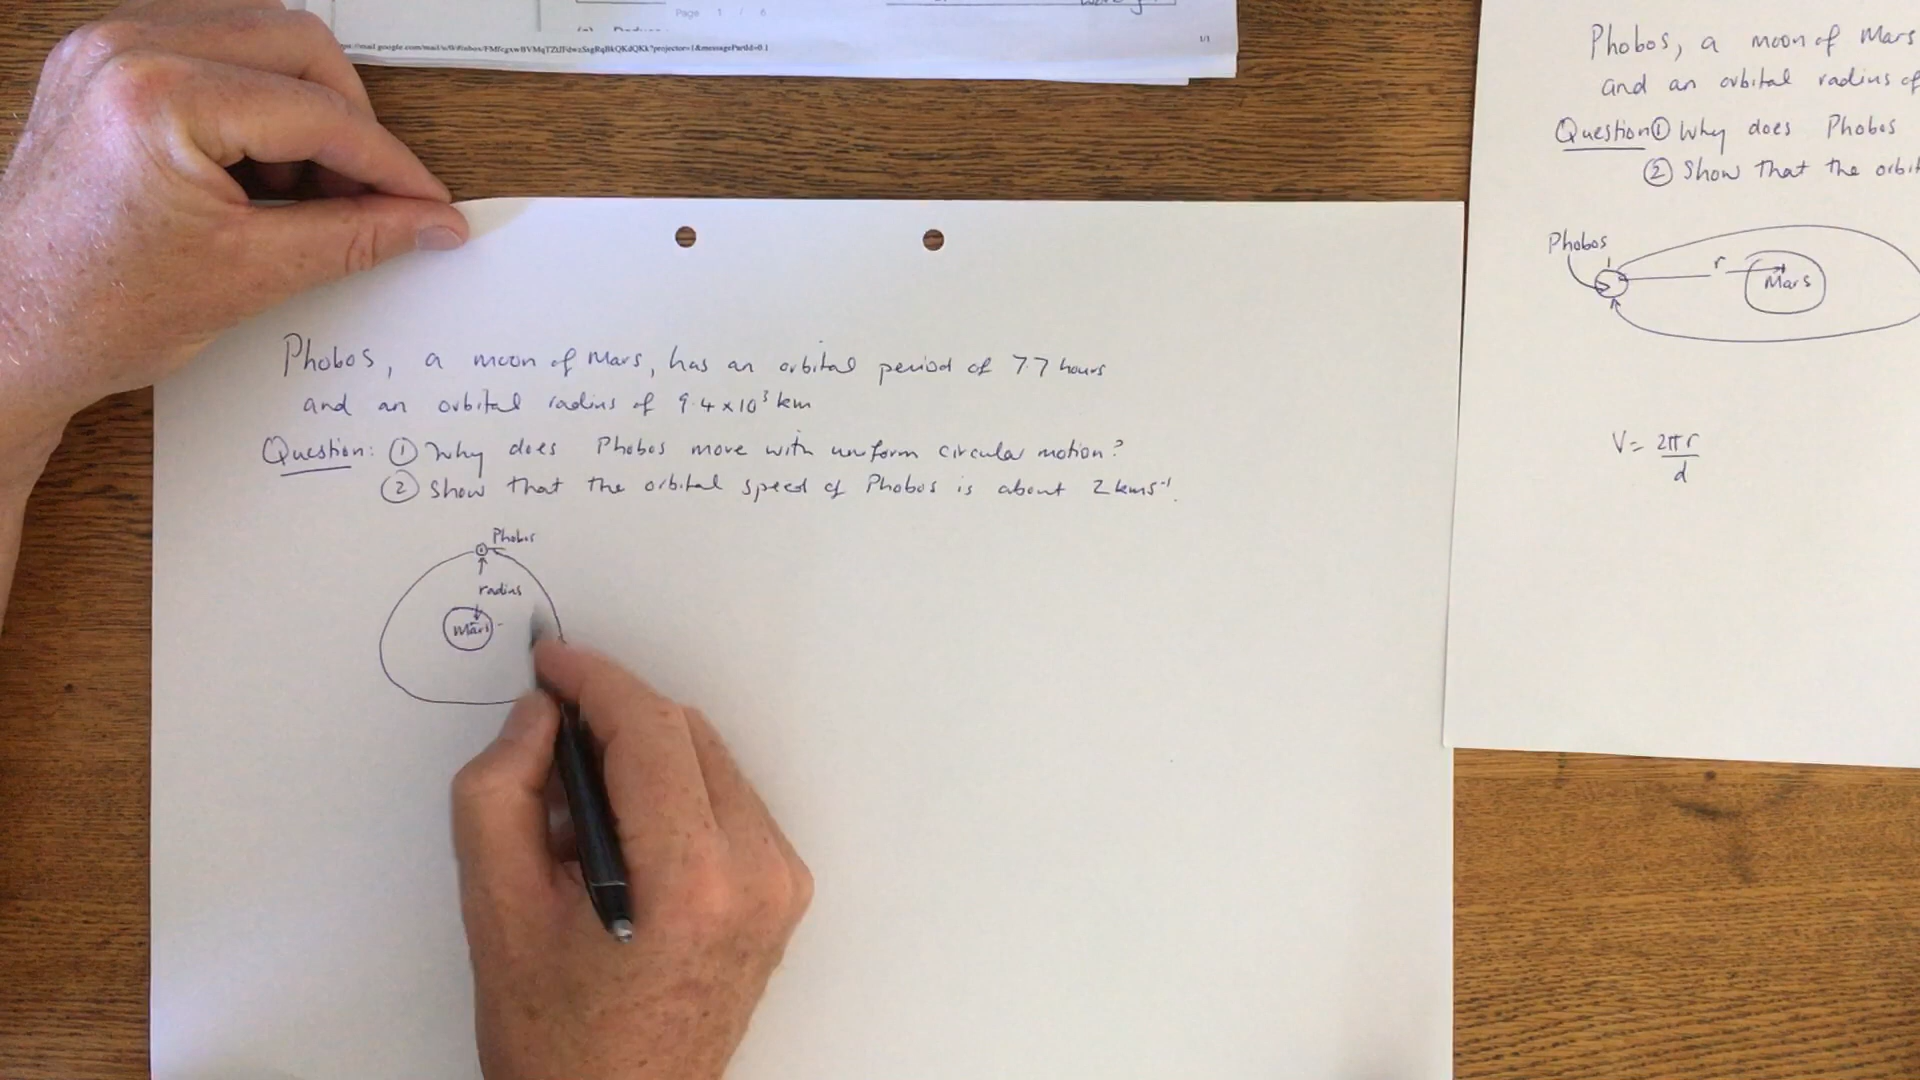 Page 1 / 6
1/1
Phobos, a moon of Mars, has an orbital period of 7.7 hours
and an orbital radius of 9.4 x 10³ km
Question: ① Why does Phobos move with uniform circular motion?
② Show that the orbital speed of Phobos is about 2 kms⁻¹.
Phobos
radius
Mars
Phobos, a moon of Mars
and an orbital radius of
Question ① Why does Phobos
② Show that the
Phobos
r
Mars
V = 2πr
d